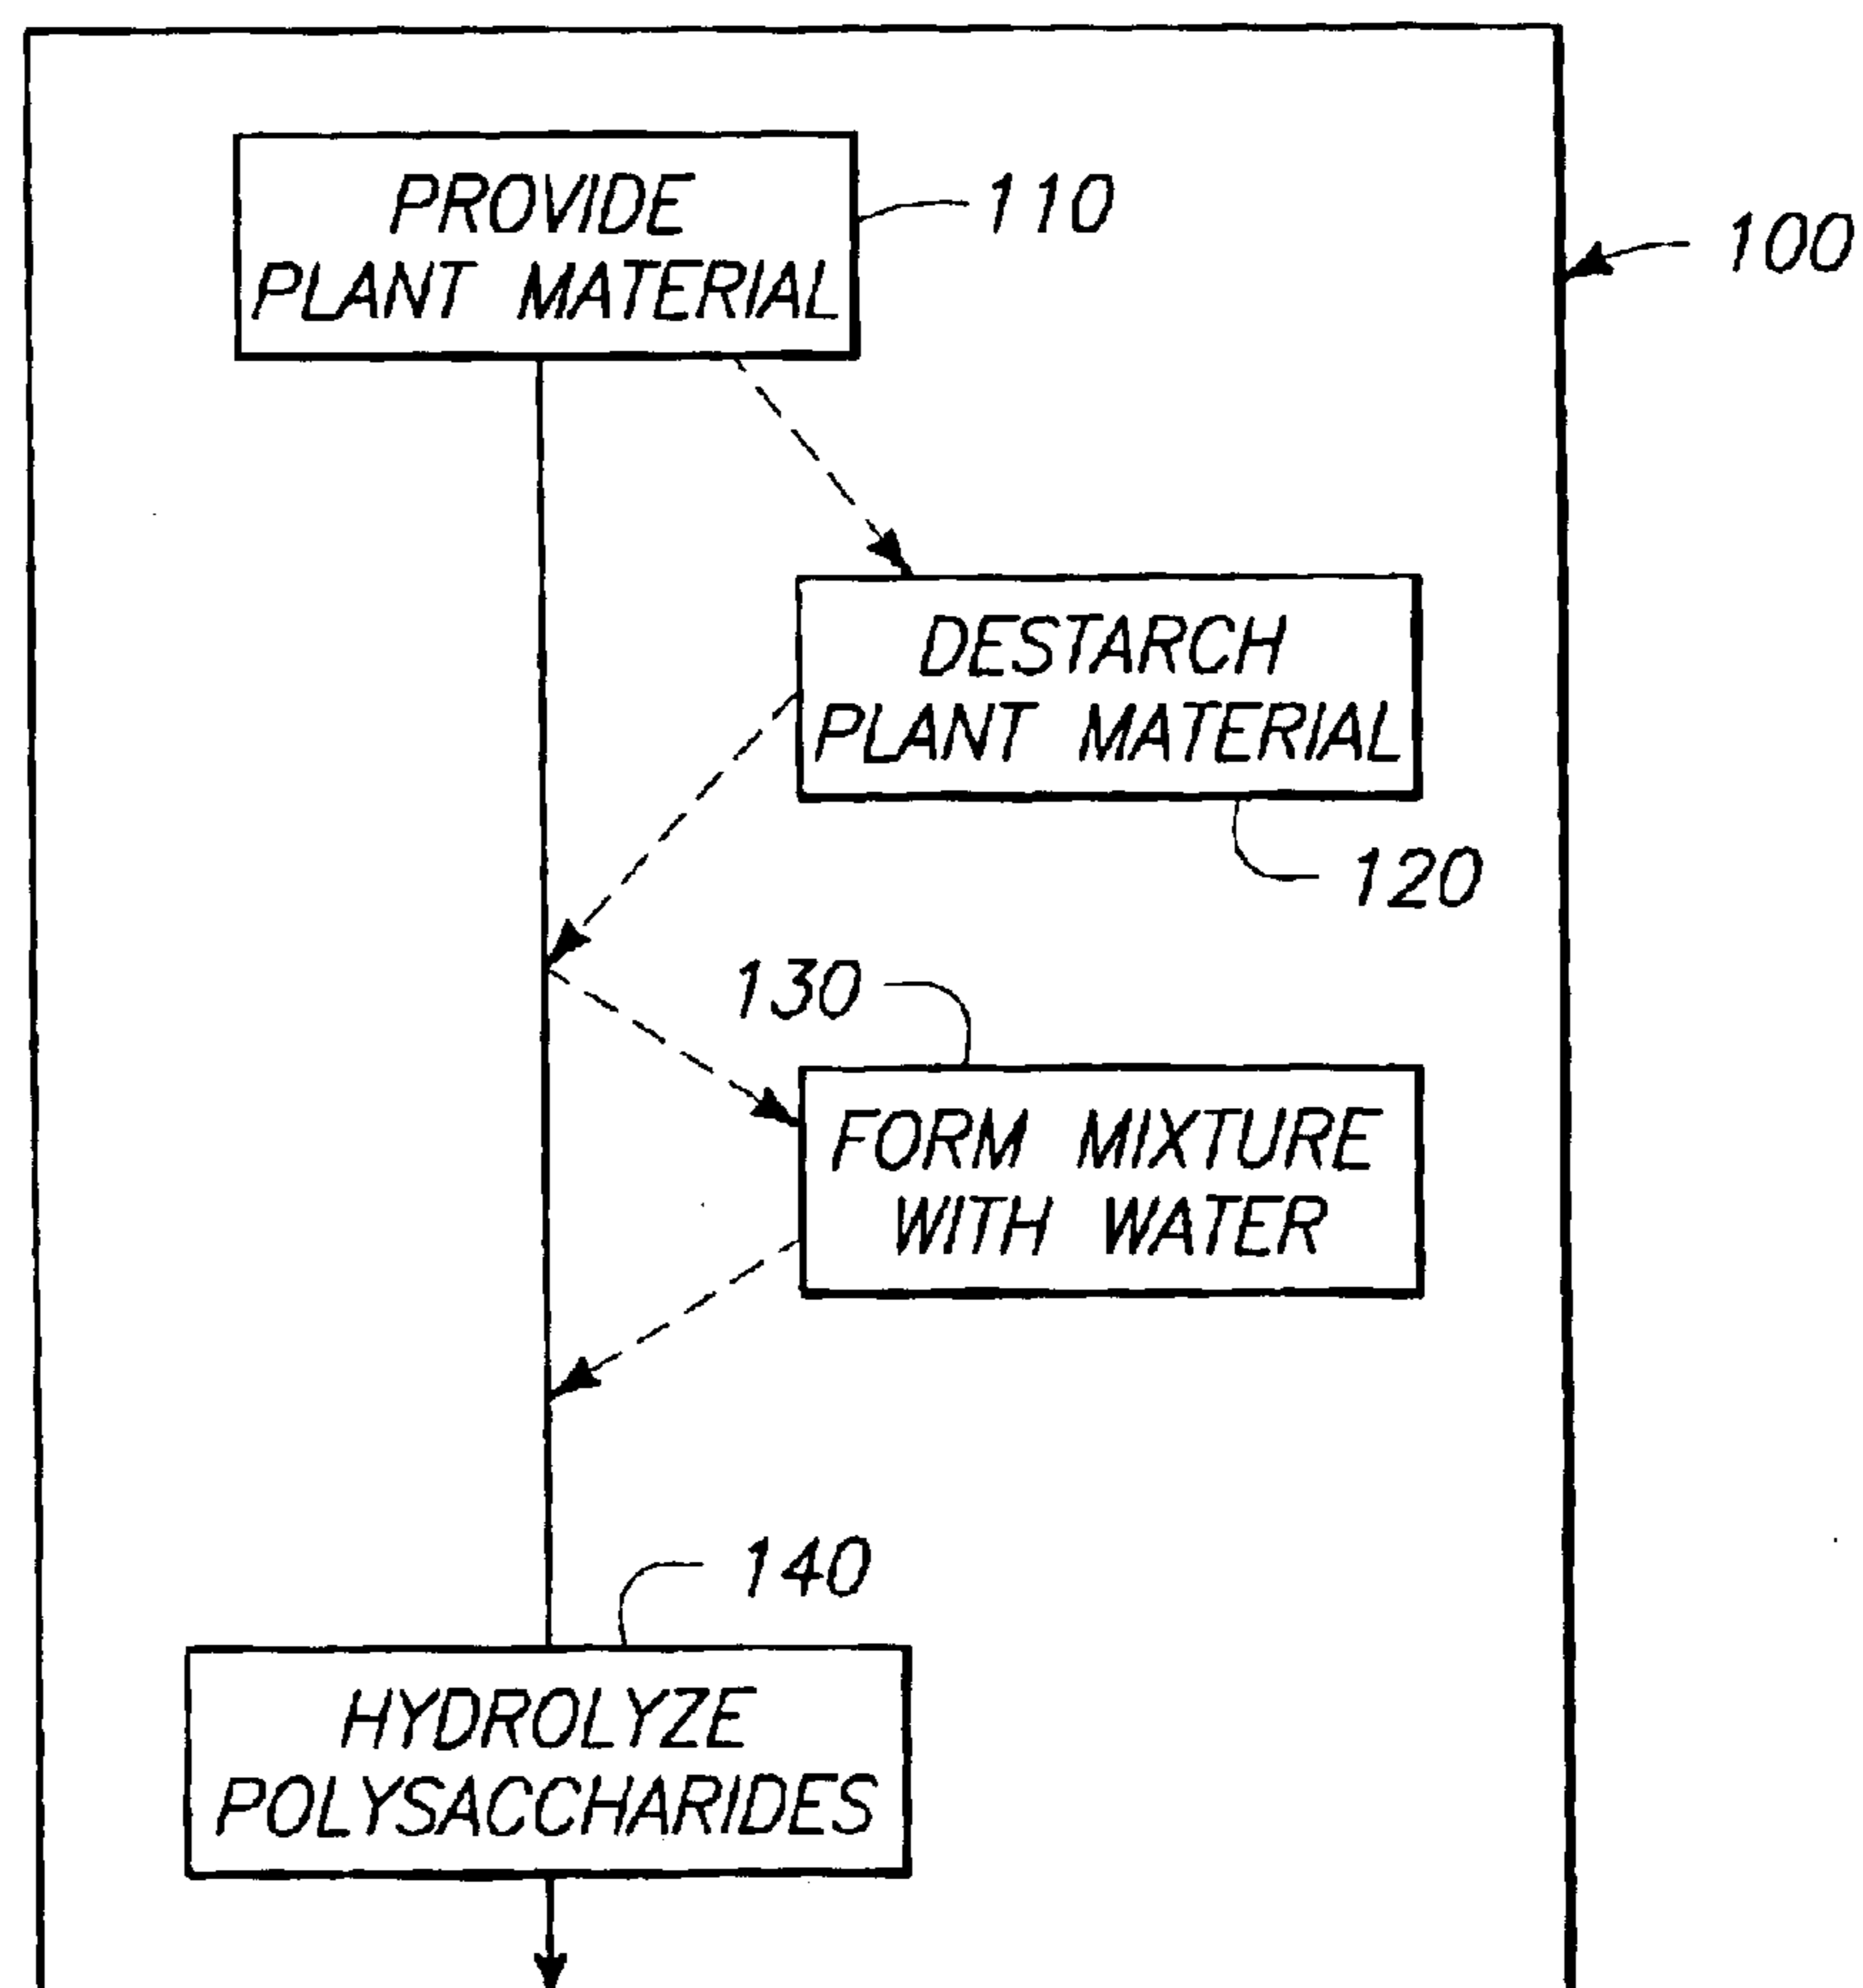 PROVIDE
PLANT MATERIAL
110
100
DESTARCH
PLANT MATERIAL
120
130
FORM MIXTURE
WITH WATER
140
HYDROLYZE
POLYSACCHARIDES